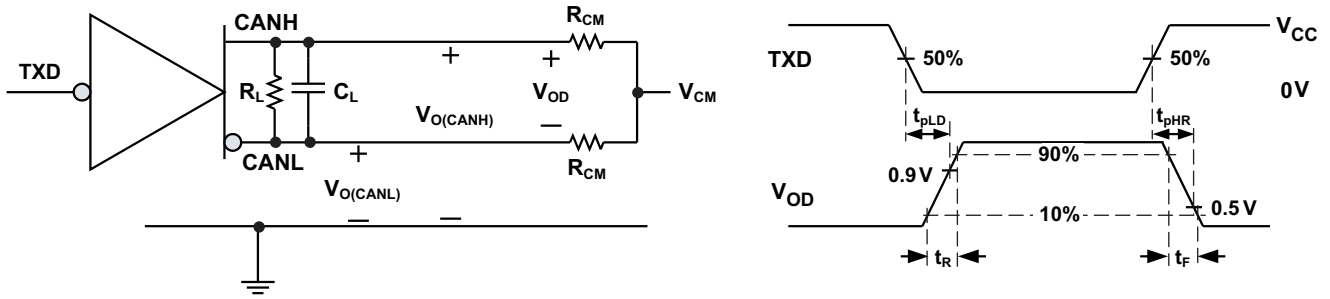 CANH
R_CM
TXD
R_L
C_L
+
+
V_OD
V_CM
V_O(CANH)
−
CANL
+
R_CM
V_O(CANL)
−
−
TXD
50%
50%
V_CC
0 V
t_pLD
t_pHR
90%
0.9 V
V_OD
10%
0.5 V
t_R
t_F